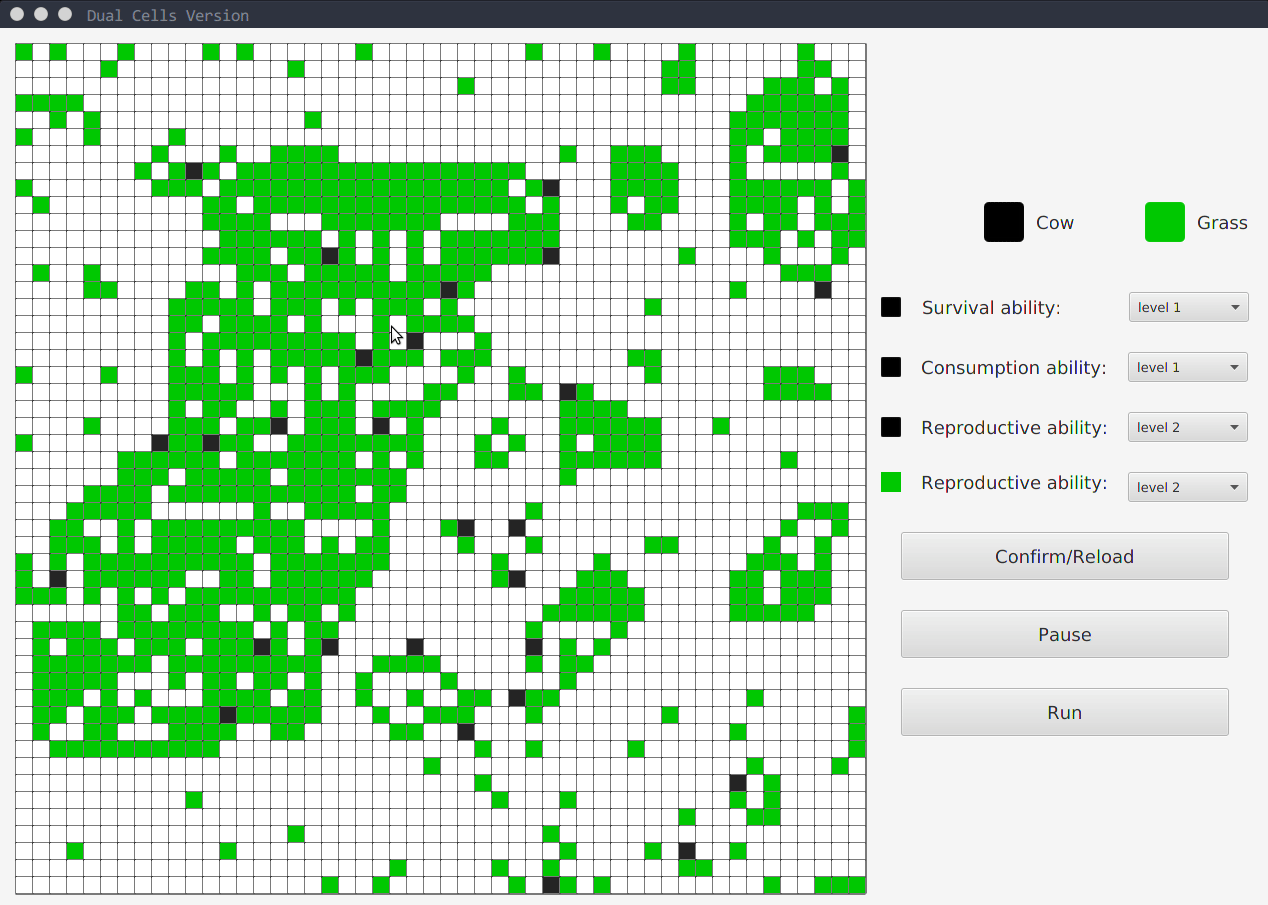 Dual Cells Version
Cow Grass
Survival ability: level 1
Consumption ability: level 1
Reproductive ability: level 2
Reproductive ability: level 2
Confirm/Reload
Pause
Run